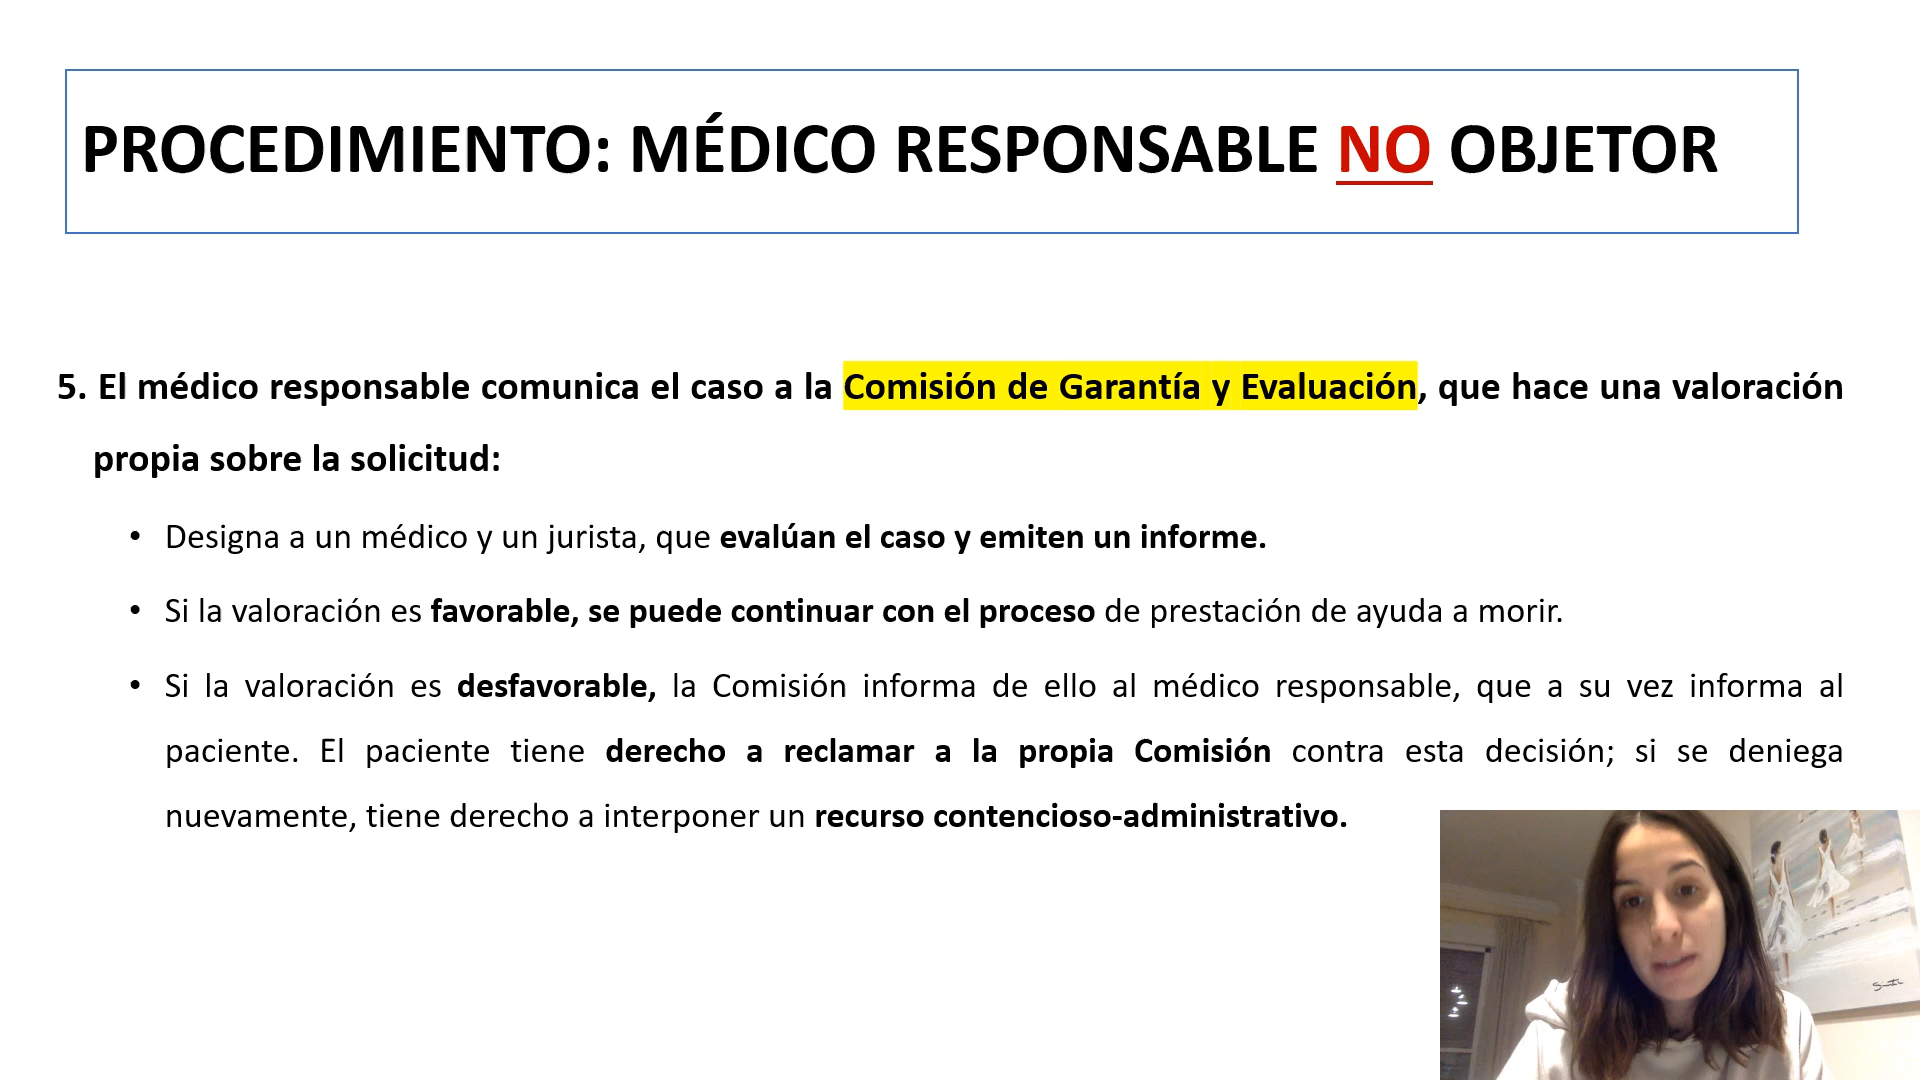 PROCEDIMIENTO: MÉDICO RESPONSABLE NO OBJETOR
5. El médico responsable comunica el caso a la Comisión de Garantía y Evaluación, que hace una valoración
propia sobre la solicitud:
• Designa a un médico y un jurista, que evalúan el caso y emiten un informe.
• Si la valoración es favorable, se puede continuar con el proceso de prestación de ayuda a morir.
• Si la valoración es desfavorable, la Comisión informa de ello al médico responsable, que a su vez informa al
paciente. El paciente tiene derecho a reclamar a la propia Comisión contra esta decisión; si se deniega
nuevamente, tiene derecho a interponer un recurso contencioso-administrativo.